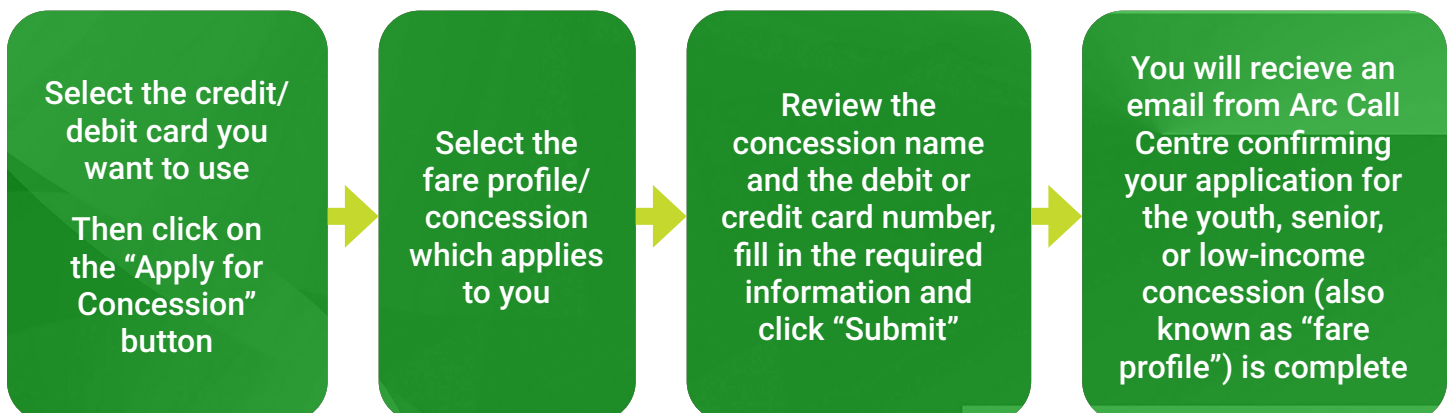 Select the credit/
debit card you
want to use
Then click on
the “Apply for
Concession”
button
Select the
fare profile/
concession
which applies
to you
Review the
concession name
and the debit or
credit card number,
fill in the required
information and
click “Submit”
You will recieve an
email from Arc Call
Centre confirming
your application for
the youth, senior,
or low-income
concession (also
known as “fare
profile”) is complete